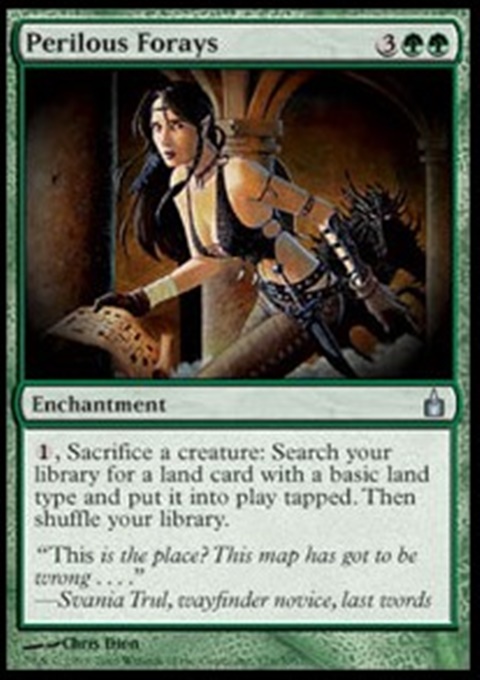 Perilous Forays 3
Enchantment
1, Sacrifice a creature: Search your
library for a land card with a basic land
type and put it into play tapped. Then
shuffle your library.
“This is the place? This map has got to be
wrong . . . .”
—Svania Trul, wayfinder novice, last words
Chris Dion